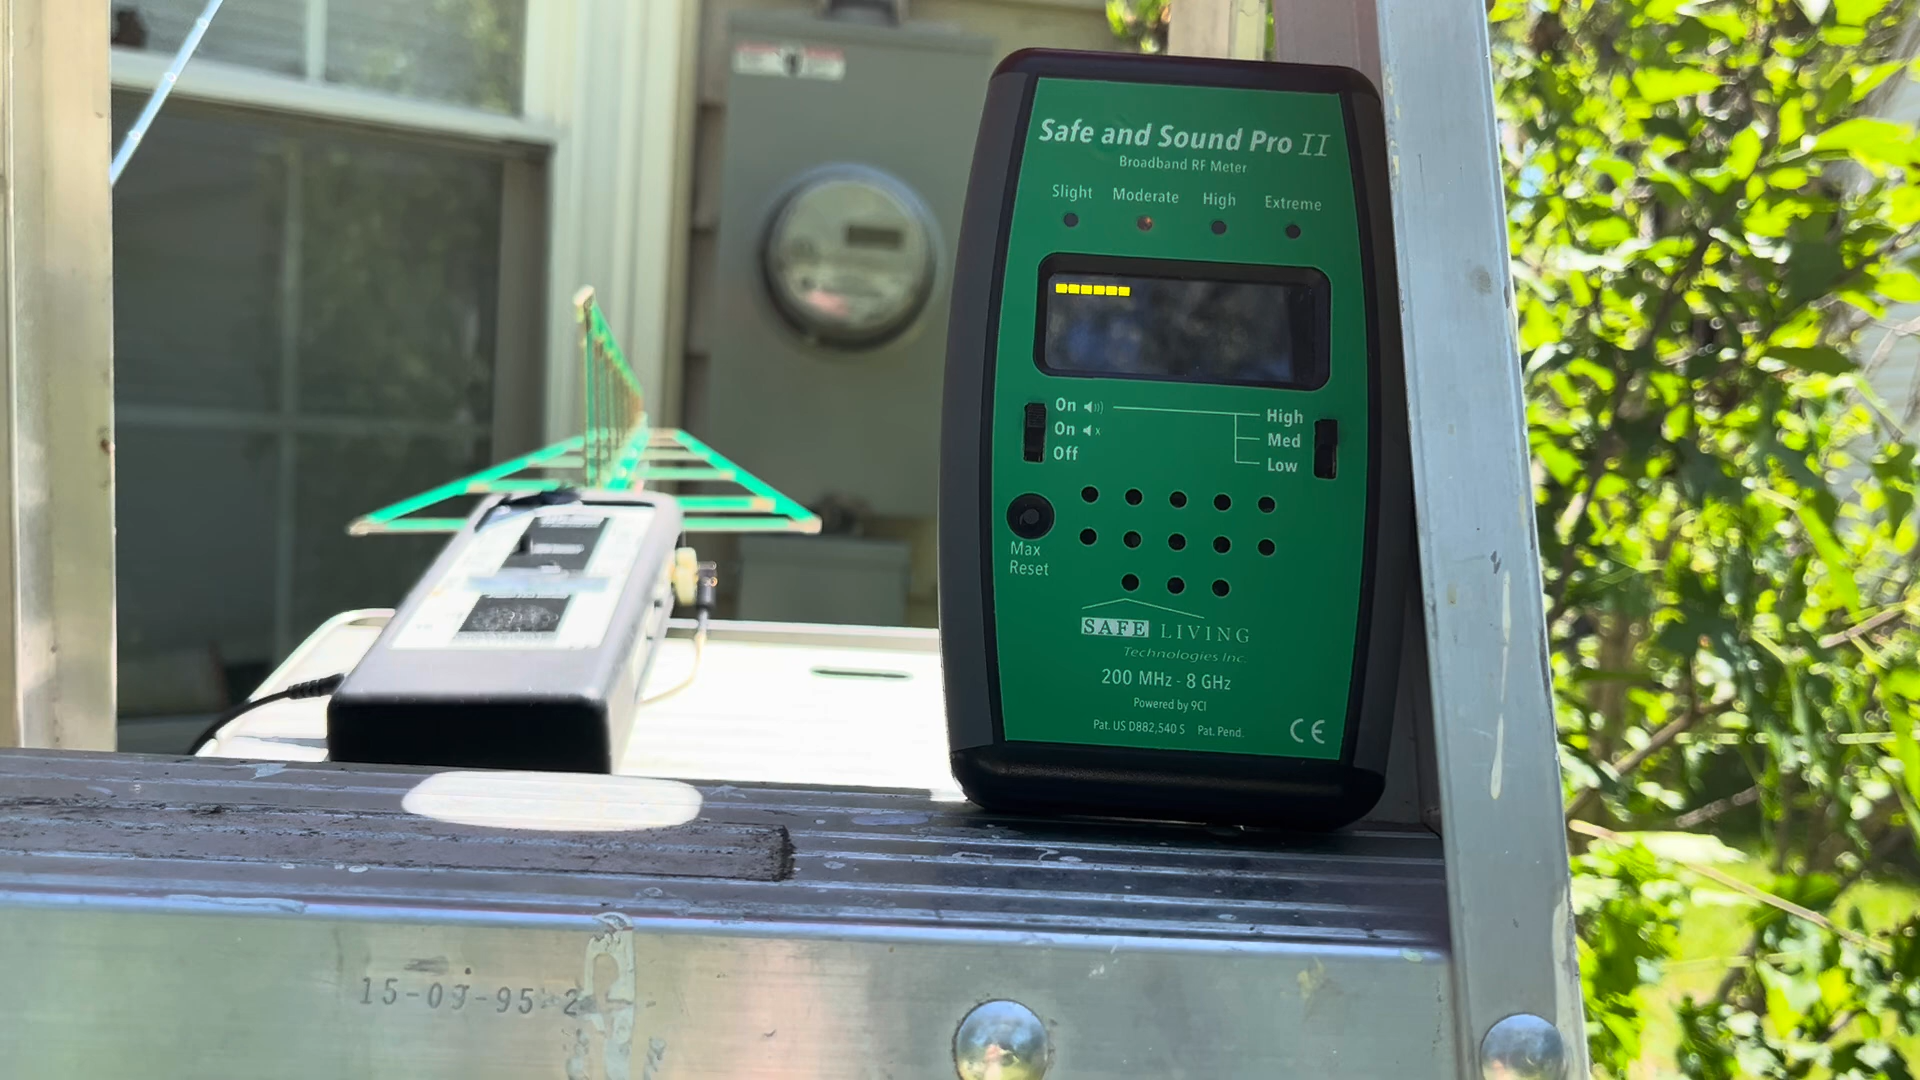 Safe and Sound Pro II
Broadband RF Meter
Slight Moderate High Extreme
On High
On Med
Off Low
Max
Reset
SAFE LIVING
Technologies Inc.
200 MHz - 8 GHz
Powered by 9CI
Pat. US D882,540 S Pat. Pend.
CE
15-09-95-2